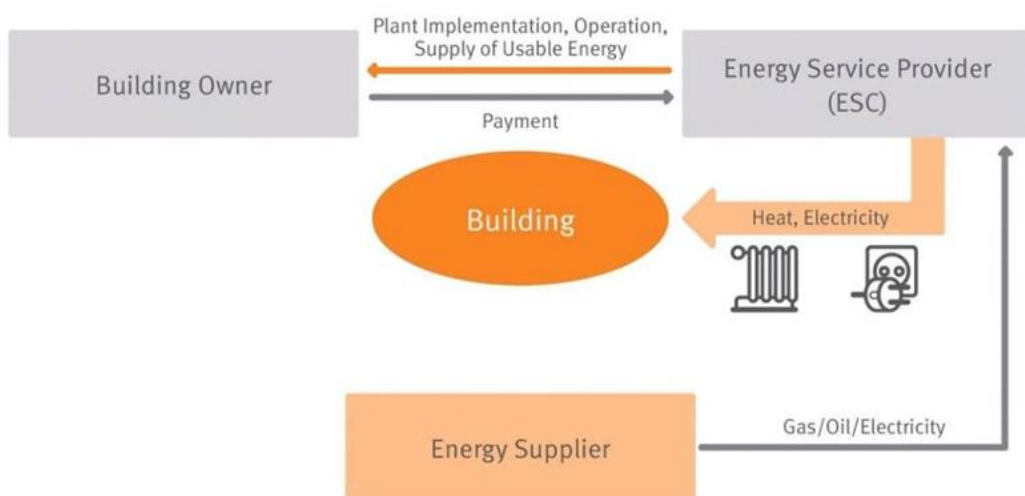 Plant Implementation, Operation,
Supply of Usable Energy
Building Owner
Energy Service Provider
(ESC)
Payment
Building
Heat, Electricity
Gas/Oil/Electricity
Energy Supplier